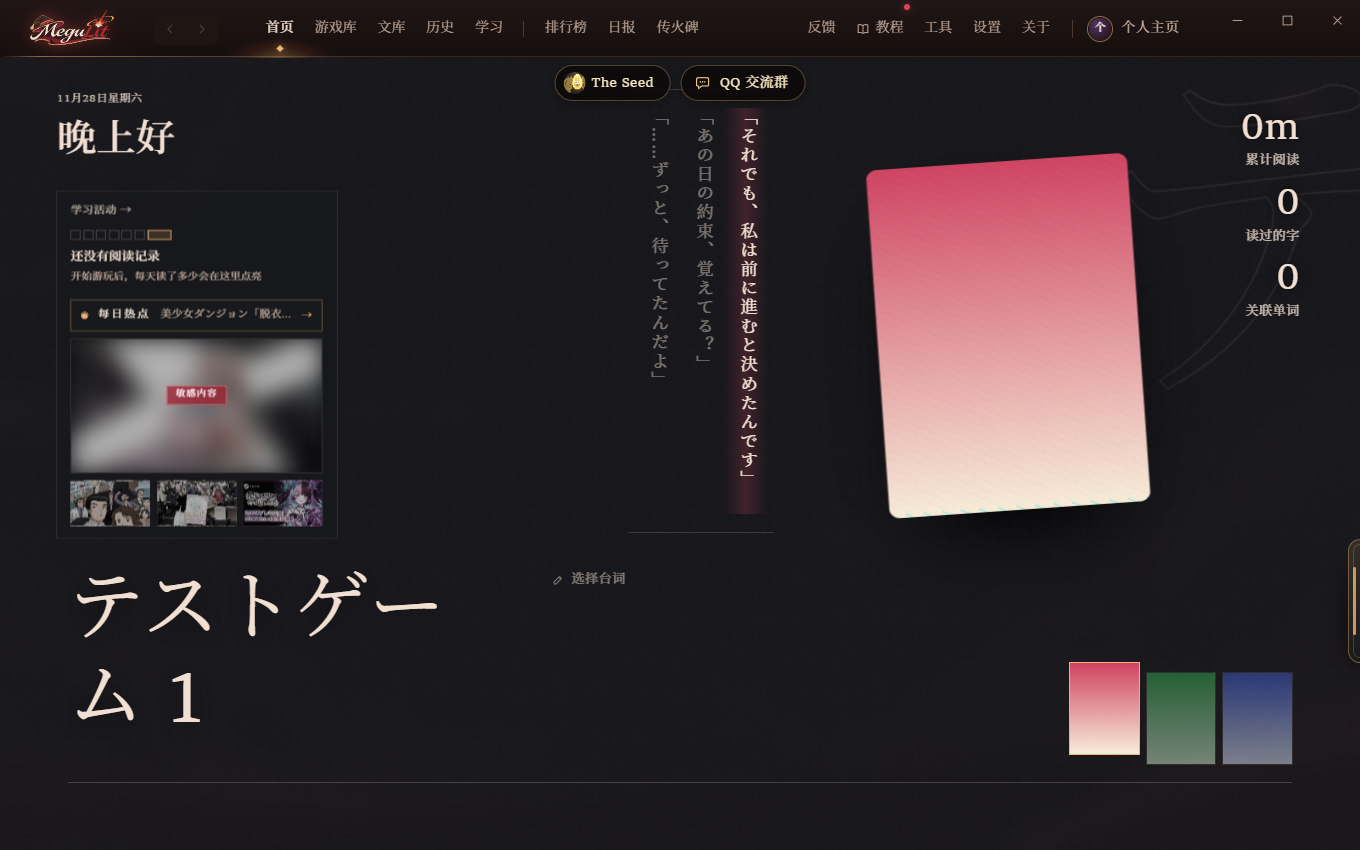 MeguLit
首页 游戏库 文库 历史 学习 排行榜 日报 传火碑 反馈 教程 工具 设置 关于 个人主页
The Seed
QQ 交流群
11月28日星期六
晚上好
学习活动 →
还没有阅读记录
开始游玩后，每天读了多少会在这里点亮
每日热点 美少女ダンジョン「脱衣... →
敏感内容
「それでも、私は前に進むと決めたんです」
「あの日の約束、覚えてる？」
「……ずっと、待ってたんだよ」
选择台词
0m
累计阅读
0
读过的字
0
关联单词
テストゲー
ム 1